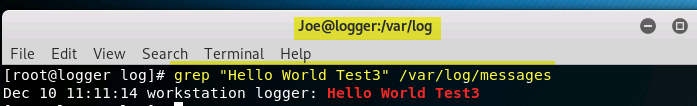 Joe@logger:/var/log
File Edit View Search Terminal Help
[root@logger log]# grep "Hello World Test3" /var/log/messages
Dec 10 11:11:14 workstation logger: Hello World Test3